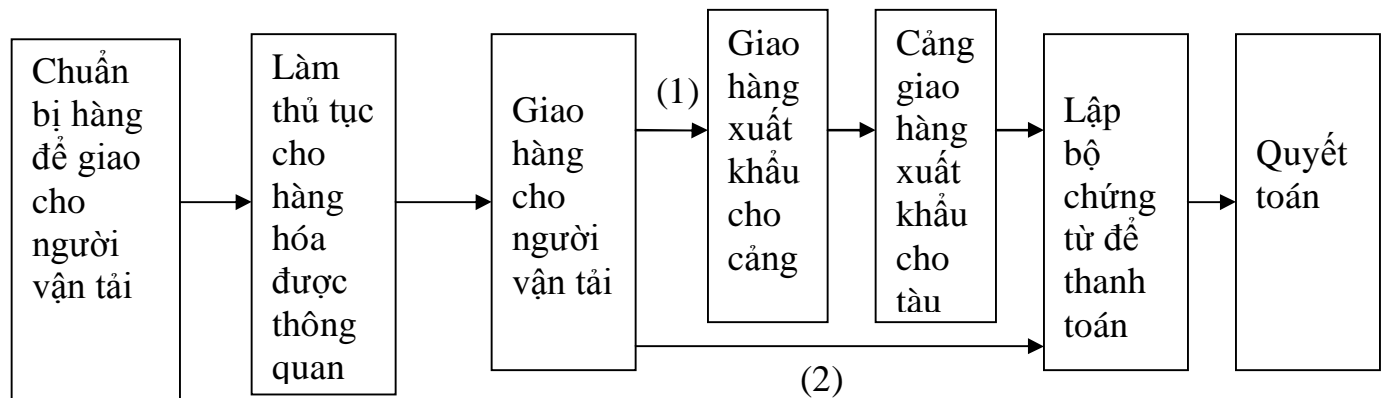 Chuẩn
bị hàng
để giao
cho
người
vận tải
Làm
thủ tục
cho
hàng
hóa
được
thông
quan
Giao
hàng
cho
người
vận tải
(1)
Giao
hàng
xuất
khẩu
cho
cảng
Cảng
giao
hàng
xuất
khẩu
cho
tàu
(2)
Lập
bộ
chứng
từ để
thanh
toán
Quyết
toán